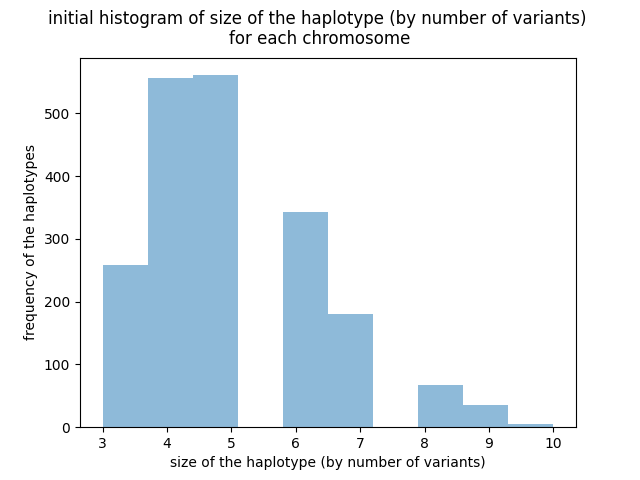 initial histogram of size of the haplotype (by number of variants)
for each chromosome
500
400
300
200
100
0
frequency of the haplotypes
3 4 5 6 7 8 9 10
size of the haplotype (by number of variants)